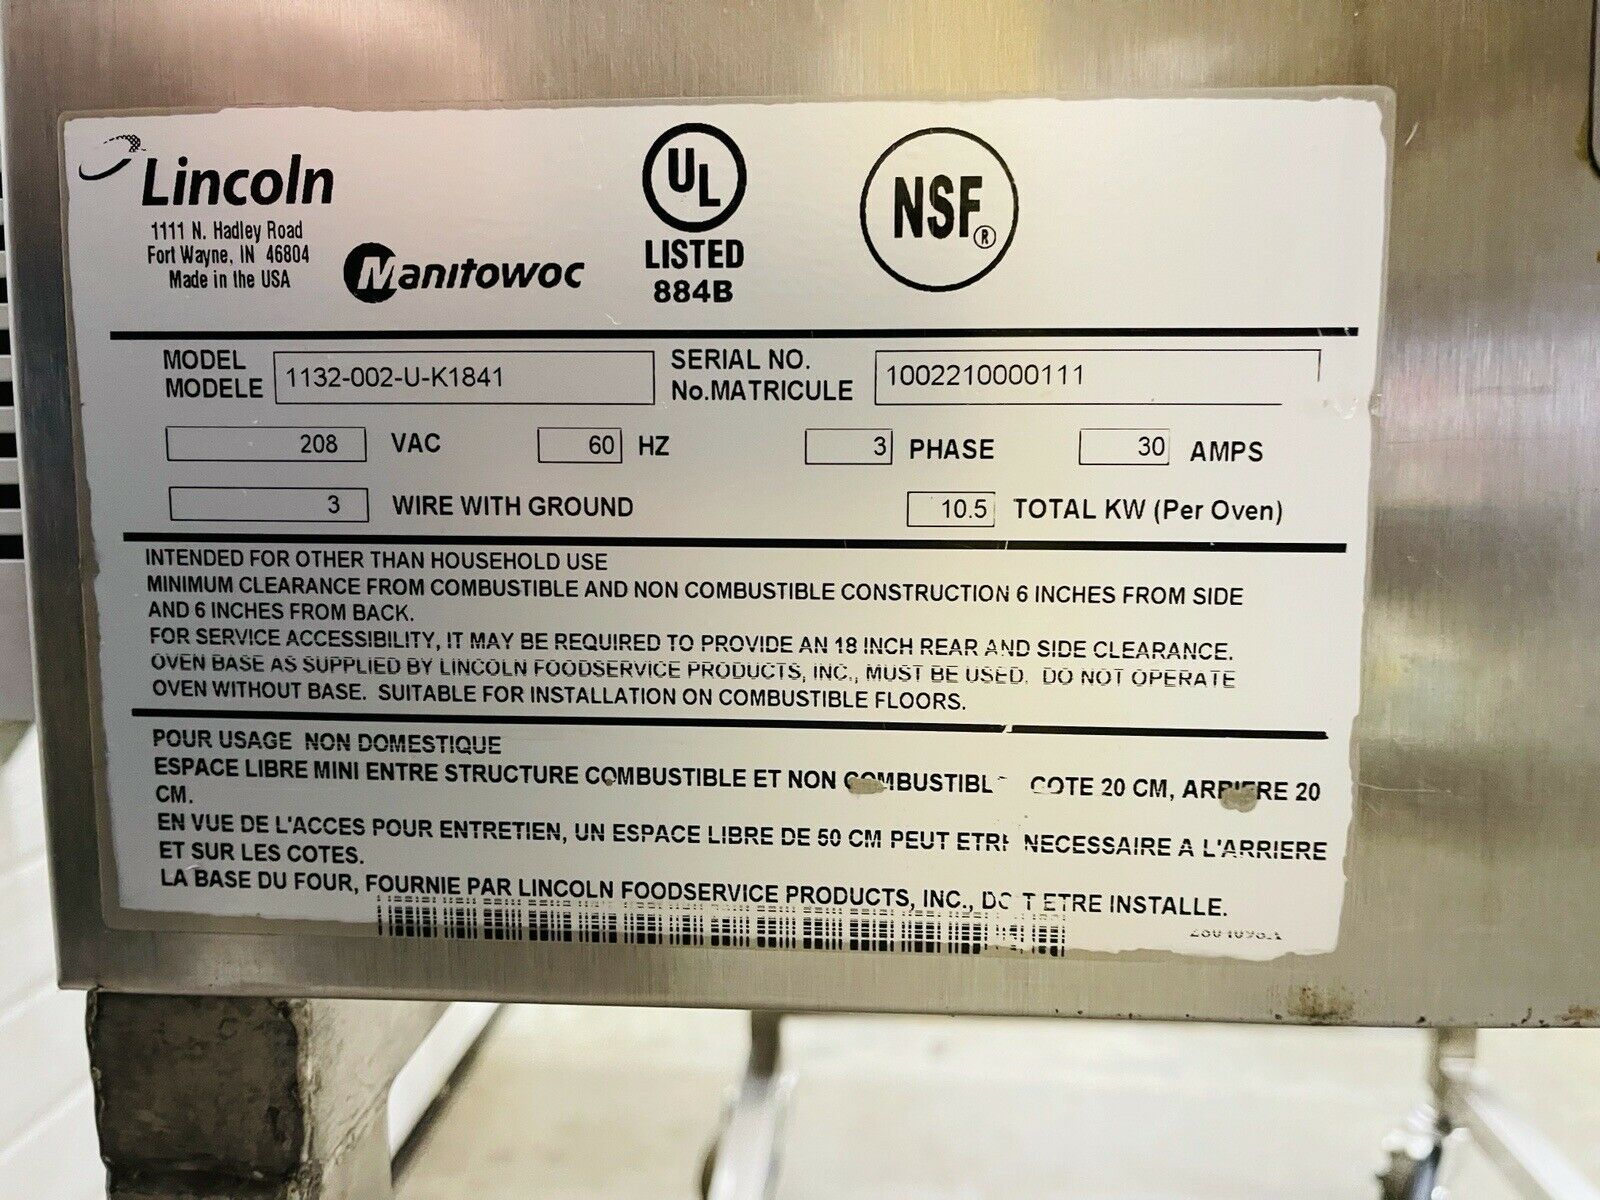 Lincoln
1111 N. Hadley Road
Fort Wayne, IN 46804
Made in the USA
Manitowoc
UL
LISTED
884B
NSF®
MODEL
MODELE
1132-002-U-K1841
SERIAL NO.
No.MATRICULE
1002210000111
208 VAC 60 HZ 3 PHASE 30 AMPS
3 WIRE WITH GROUND 10.5 TOTAL KW (Per Oven)
INTENDED FOR OTHER THAN HOUSEHOLD USE
MINIMUM CLEARANCE FROM COMBUSTIBLE AND NON COMBUSTIBLE CONSTRUCTION 6 INCHES FROM SIDE
AND 6 INCHES FROM BACK.
FOR SERVICE ACCESSIBILITY, IT MAY BE REQUIRED TO PROVIDE AN 18 INCH REAR AND SIDE CLEARANCE.
OVEN BASE AS SUPPLIED BY LINCOLN FOODSERVICE PRODUCTS, INC., MUST BE USED. DO NOT OPERATE
OVEN WITHOUT BASE. SUITABLE FOR INSTALLATION ON COMBUSTIBLE FLOORS.
POUR USAGE NON DOMESTIQUE
ESPACE LIBRE MINI ENTRE STRUCTURE COMBUSTIBLE ET NON COMBUSTIBL COTE 20 CM, ARRIERE 20
CM.
EN VUE DE L'ACCES POUR ENTRETIEN, UN ESPACE LIBRE DE 50 CM PEUT ETRE NECESSAIRE A L'ARRIERE
ET SUR LES COTES.
LA BASE DU FOUR, FOURNIE PAR LINCOLN FOODSERVICE PRODUCTS, INC., DOIT ETRE INSTALLE.